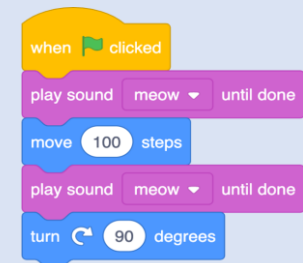 when clicked
play sound meow until done
move 100 steps
play sound meow until done
turn 90 degrees